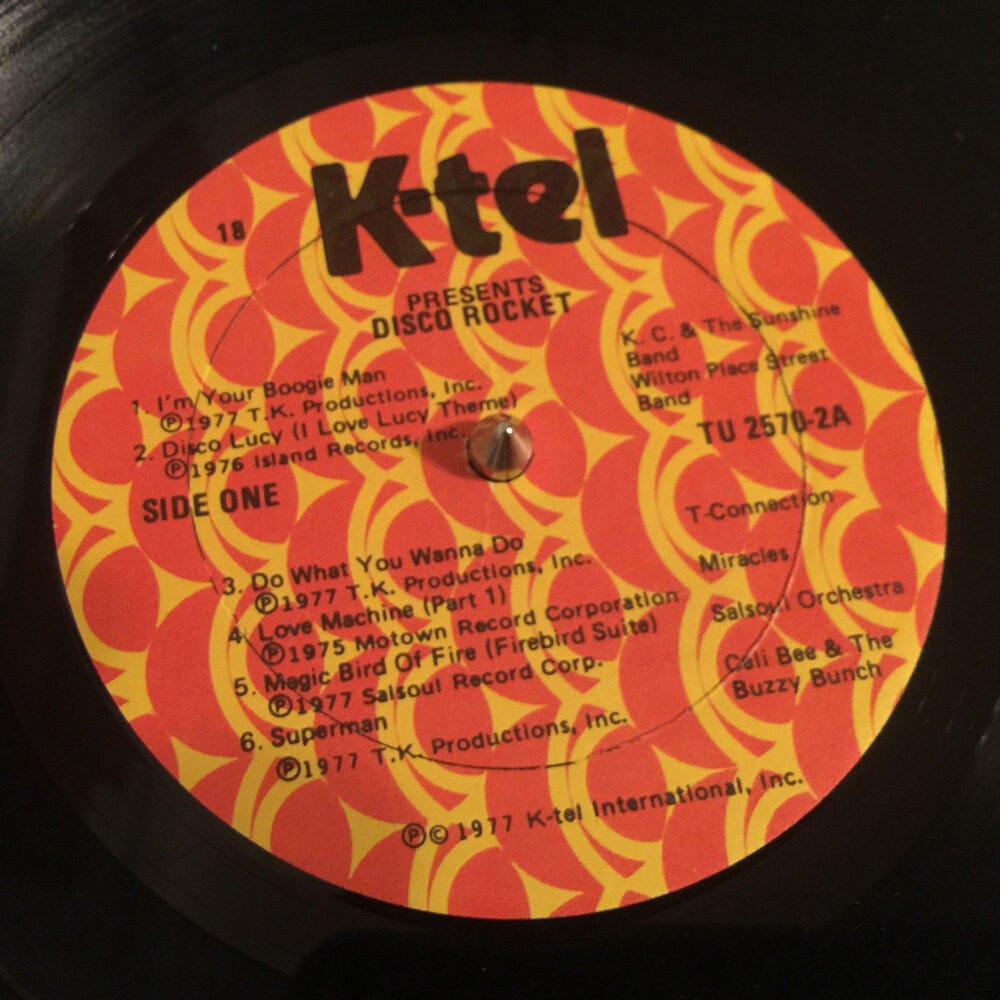 K-tel
18
PRESENTS
DISCO ROCKET
1. I'm Your Boogie Man
℗1977 T.K. Productions, Inc.
K. C. & The Sunshine
Band
2. Disco Lucy (I Love Lucy Theme)
℗1976 Island Records, Inc.
Wilton Place Street
Band
SIDE ONE
TU 2570-2A
3. Do What You Wanna Do
℗1977 T.K. Productions, Inc.
T-Connection
4. Love Machine (Part 1)
℗1975 Motown Record Corporation
Miracles
5. Magic Bird Of Fire (Firebird Suite)
℗1977 Salsoul Record Corp.
Salsoul Orchestra
6. Superman
℗1977 T.K. Productions, Inc.
Celi Bee & The
Buzzy Bunch
℗© 1977 K-tel International, Inc.